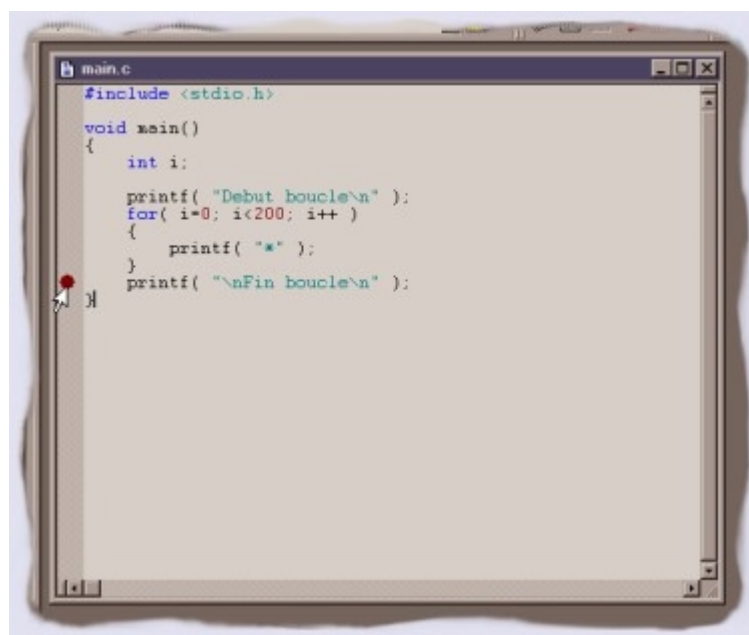 main.c
#include <stdio.h>
void main()
{
int i;
printf( "Debut boucle\n" );
for( i=0; i<200; i++ )
{
printf( "*" );
}
printf( "\nFin boucle\n" );
}